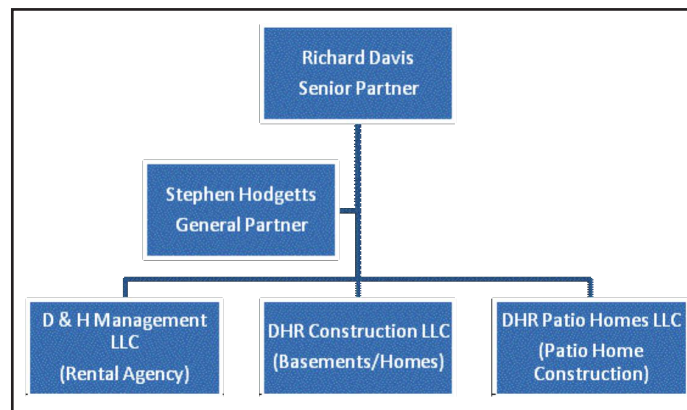 Richard Davis
Senior Partner
Stephen Hodgetts
General Partner
D & H Management
LLC
(Rental Agency)
DHR Construction LLC
(Basements/Homes)
DHR Patio Homes LLC
(Patio Home
Construction)